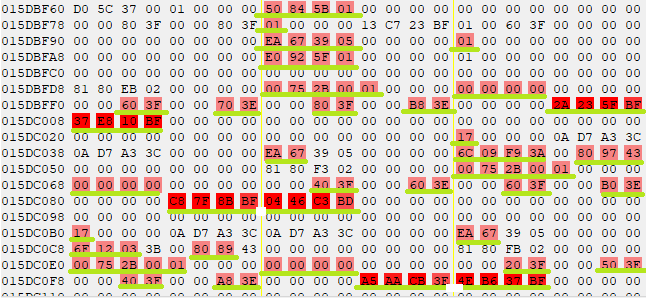 015DBF60 D0 5C 37 00 01 00 00 00 50 84 5B 01 00 00 00 00 00 00 00 00 00 00 00 00
015DBF78 00 00 80 3F 00 00 80 3F 01 00 00 00 13 C7 23 BF 01 00 60 3F 00 00 00 00
015DBF90 00 00 00 00 00 00 00 00 EA 67 39 05 00 00 00 00 01 00 00 00 00 00 00 00
015DBFA8 00 00 00 00 00 00 00 00 E0 92 5F 01 00 00 00 00 01 00 00 00 00 00 00 00
015DBFC0 00 00 00 00 00 00 00 00 00 00 00 00 00 00 00 00 00 00 00 00 00 00 00 00
015DBFD8 81 80 EB 02 00 00 00 00 00 75 2B 00 01 00 00 00 00 00 00 00 00 00 00 00
015DBFF0 00 00 60 3F 00 00 70 3E 00 00 80 3F 00 00 B8 3E 00 00 00 00 2A 23 5F BF
015DC008 37 E8 10 BF 00 00 00 00 00 00 00 00 00 00 00 00 00 00 00 00 00 00 00 00
015DC020 00 00 00 00 00 00 00 00 00 00 00 00 00 00 00 00 17 00 00 00 0A D7 A3 3C
015DC038 0A D7 A3 3C 00 00 00 00 EA 67 39 05 00 00 00 00 6C 09 F9 3A 00 80 97 43
015DC050 00 00 00 00 00 00 00 00 81 80 F3 02 00 00 00 00 00 75 2B 00 01 00 00 00
015DC068 00 00 00 00 00 00 00 00 00 00 40 3F 00 00 60 3E 00 00 60 3F 00 00 B0 3E
015DC080 00 00 00 00 C8 7F 8B BF 04 46 C3 BD 00 00 00 00 00 00 00 00 00 00 00 00
015DC098 00 00 00 00 00 00 00 00 00 00 00 00 00 00 00 00 00 00 00 00 00 00 00 00
015DC0B0 17 00 00 00 0A D7 A3 3C 0A D7 A3 3C 00 00 00 00 EA 67 39 05 00 00 00 00
015DC0C8 6F 12 03 3B 00 80 89 43 00 00 00 00 00 00 00 00 81 80 FB 02 00 00 00 00
015DC0E0 00 75 2B 00 01 00 00 00 00 00 00 00 00 00 00 00 00 00 20 3F 00 00 50 3E
015DC0F8 00 00 40 3F 00 00 A8 3E 00 00 00 00 A5 AA CB 3F 4E B6 37 BF 00 00 00 00